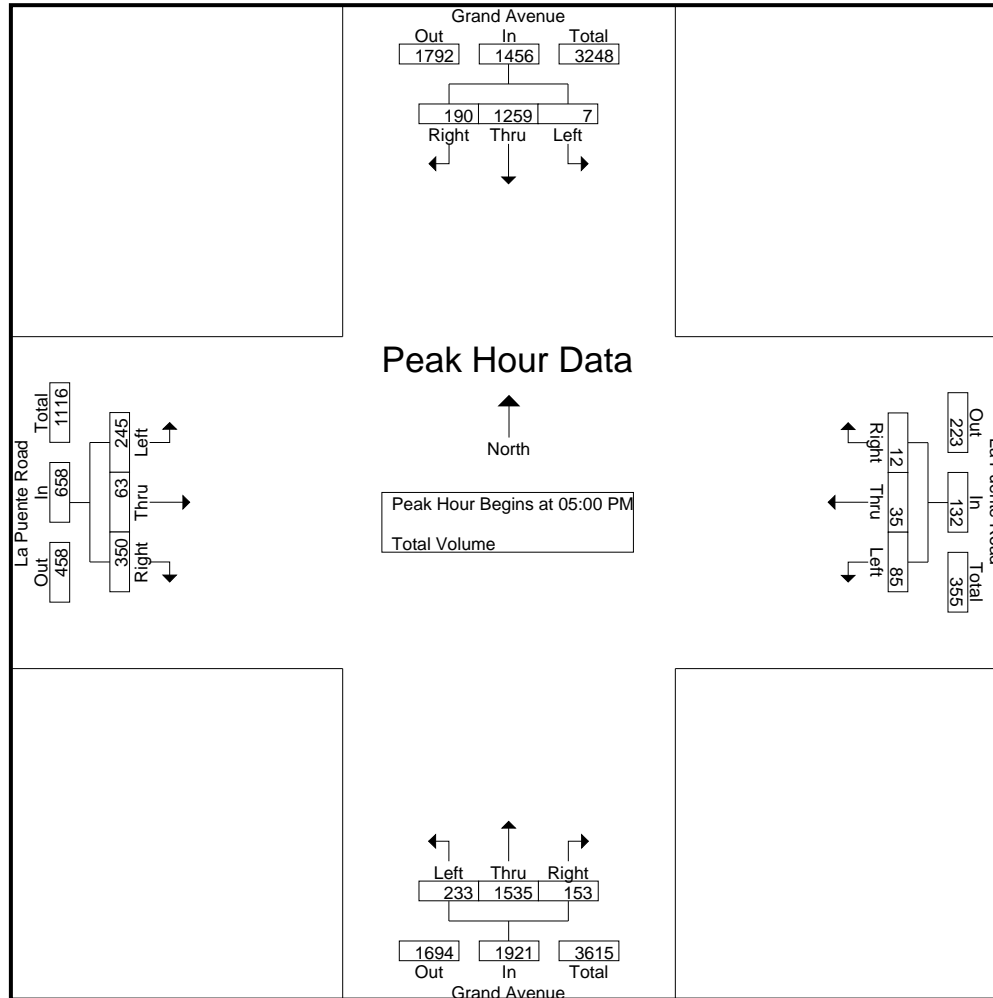 Grand Avenue
Out In Total
1792 1456 3248
190 1259 7
Right Thru Left
Peak Hour Data
North
Peak Hour Begins at 05:00 PM
Total Volume
La Puente Road
Total In Out
1116 658 458
245 63 350
Left Thru Right
Right Thru Left
12 35 85
223 132 355
Out In Total
La Puente Road
Left Thru Right
233 1535 153
1694 1921 3615
Out In Total
Grand Avenue